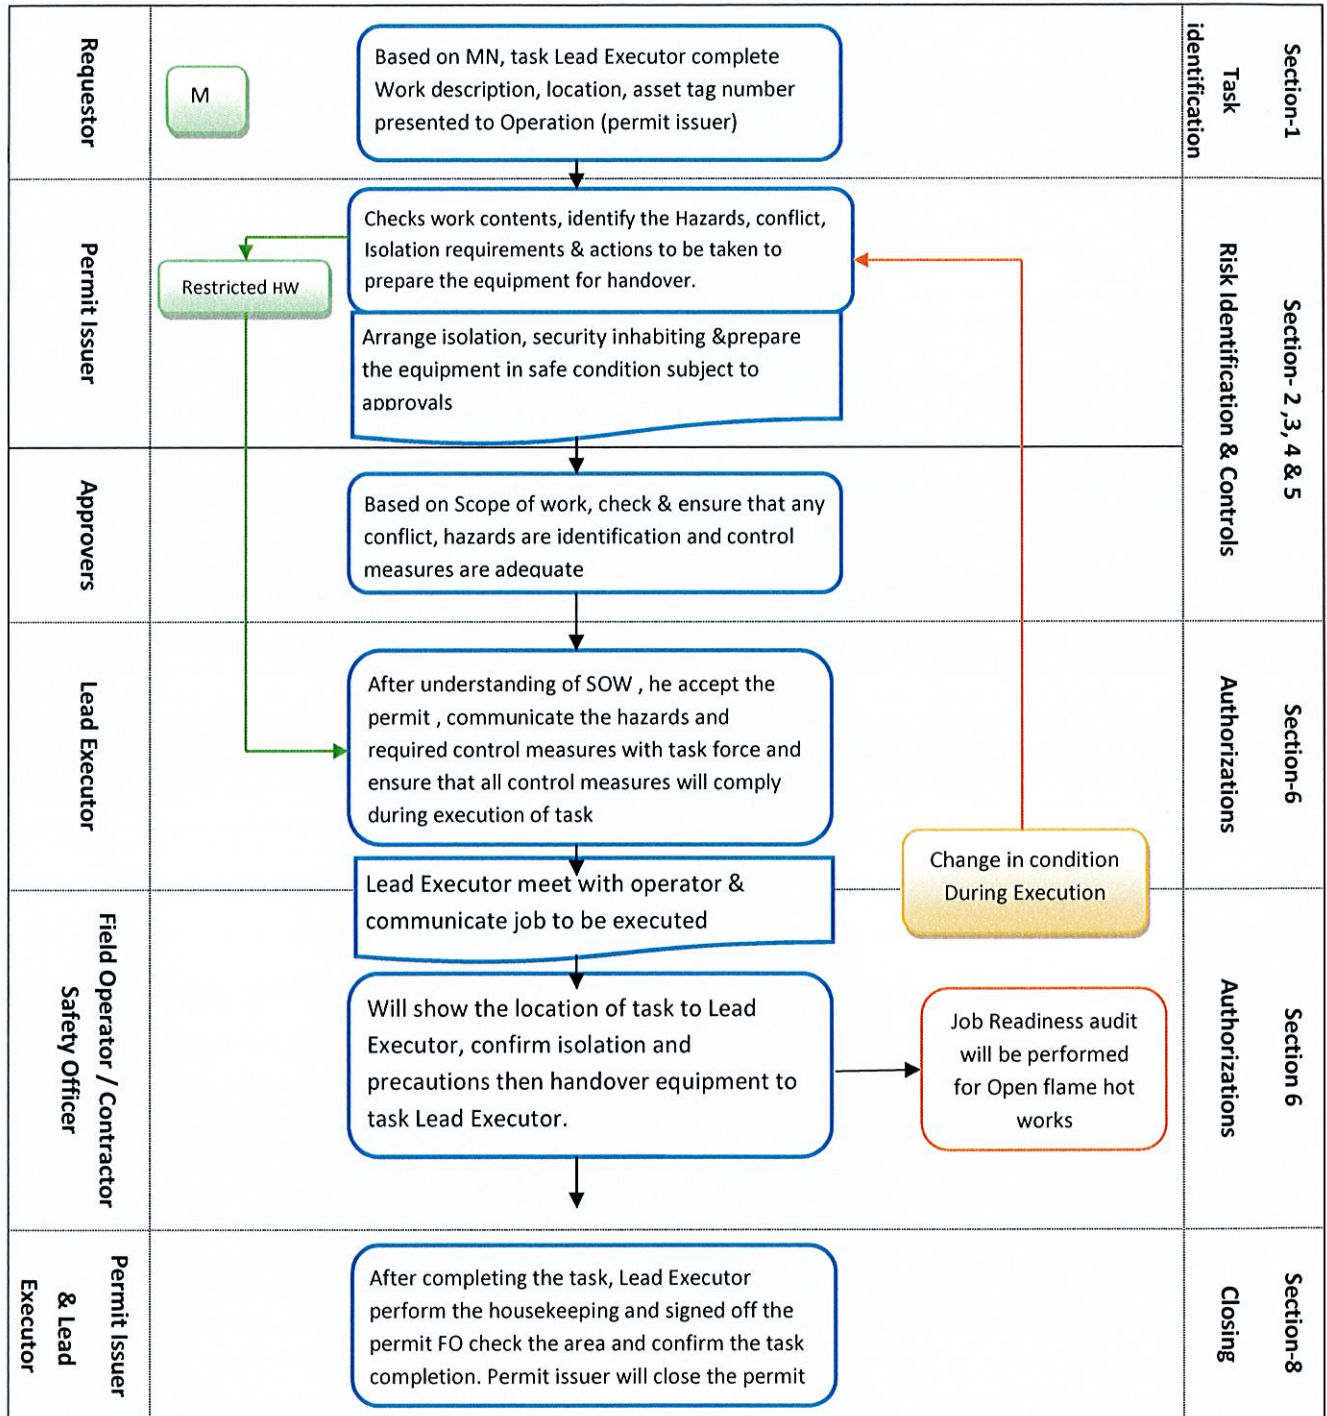 Requestor
M
Based on MN, task Lead Executor complete
Work description, location, asset tag number
presented to Operation (permit issuer)
Task
identification
Section-1
Permit Issuer
Checks work contents, identify the Hazards, conflict,
Isolation requirements & actions to be taken to
prepare the equipment for handover.
Restricted HW
Arrange isolation, security inhabiting &prepare
the equipment in safe condition subject to
approvals
Risk Identification & Controls
Section- 2 ,3, 4 & 5
Approvers
Based on Scope of work, check & ensure that any
conflict, hazards are identification and control
measures are adequate
Lead Executor
After understanding of SOW , he accept the
permit , communicate the hazards and
required control measures with task force and
ensure that all control measures will comply
during execution of task
Authorizations
Section-6
Change in condition
During Execution
Lead Executor meet with operator &
communicate job to be executed
Field Operator / Contractor
Safety Officer
Will show the location of task to Lead
Executor, confirm isolation and
precautions then handover equipment to
task Lead Executor.
Job Readiness audit
will be performed
for Open flame hot
works
Authorizations
Section 6
Permit Issuer
& Lead
Executor
After completing the task, Lead Executor
perform the housekeeping and signed off the
permit FO check the area and confirm the task
completion. Permit issuer will close the permit
Closing
Section-8